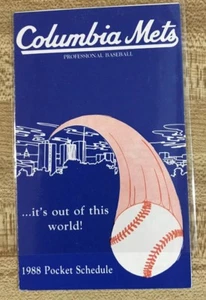 Columbia Mets
PROFESSIONAL BASEBALL
...it's out of this
world!
1988 Pocket Schedule